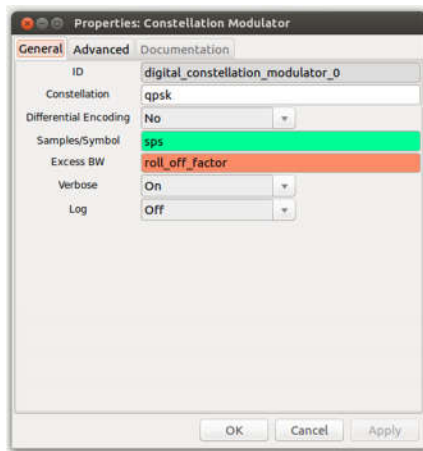 Properties: Constellation Modulator
General Advanced Documentation
ID digital_constellation_modulator_0
Constellation qpsk
Differential Encoding No
Samples/Symbol sps
Excess BW roll_off_factor
Verbose On
Log Off
OK Cancel Apply